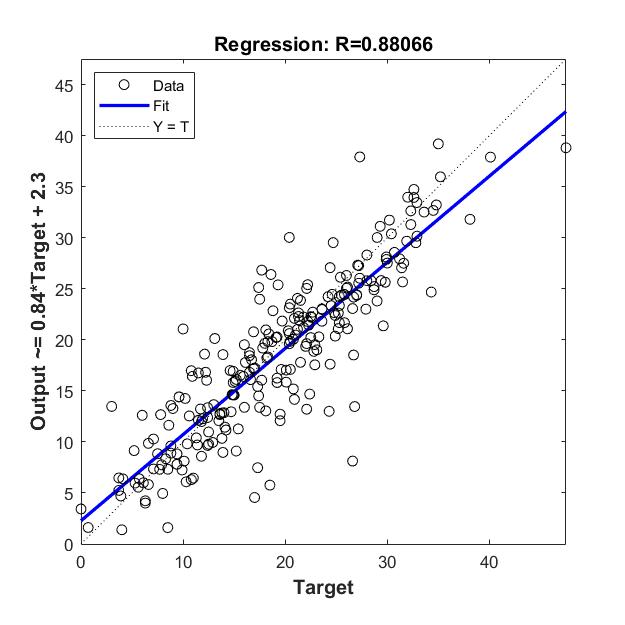 Regression: R=0.88066
Data
Fit
Y = T
Output ~= 0.84*Target + 2.3
45
40
35
30
25
20
15
10
5
0
0 10 20 30 40
Target